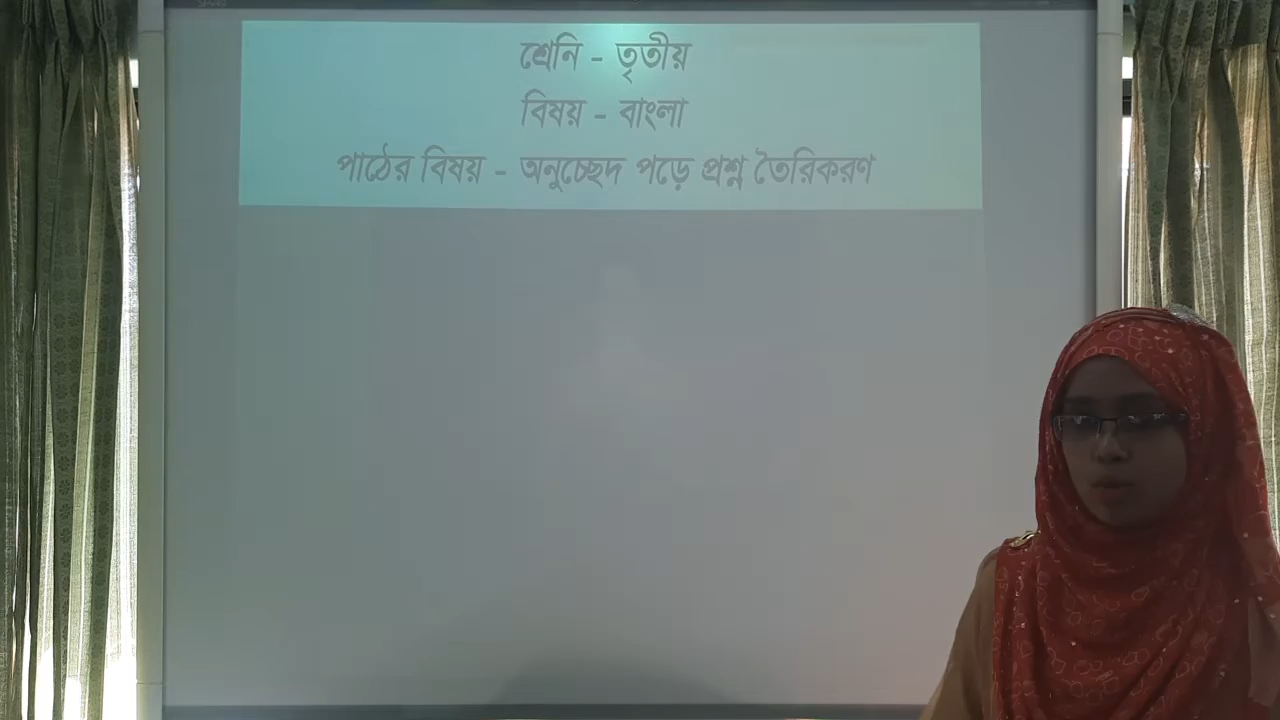 শ্রেনি - তৃতীয়
বিষয় - বাংলা
পাঠের বিষয় - অনুচ্ছেদ পড়ে প্রশ্ন তৈরিকরণ